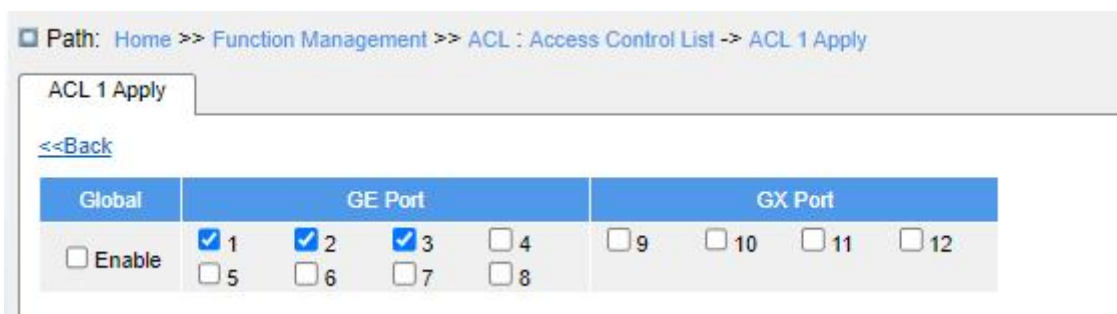 Path: Home >> Function Management >> ACL : Access Control List -> ACL 1 Apply
ACL 1 Apply
<<Back
Global GE Port GX Port
Enable 1 2 3 4 9 10 11 12
5 6 7 8